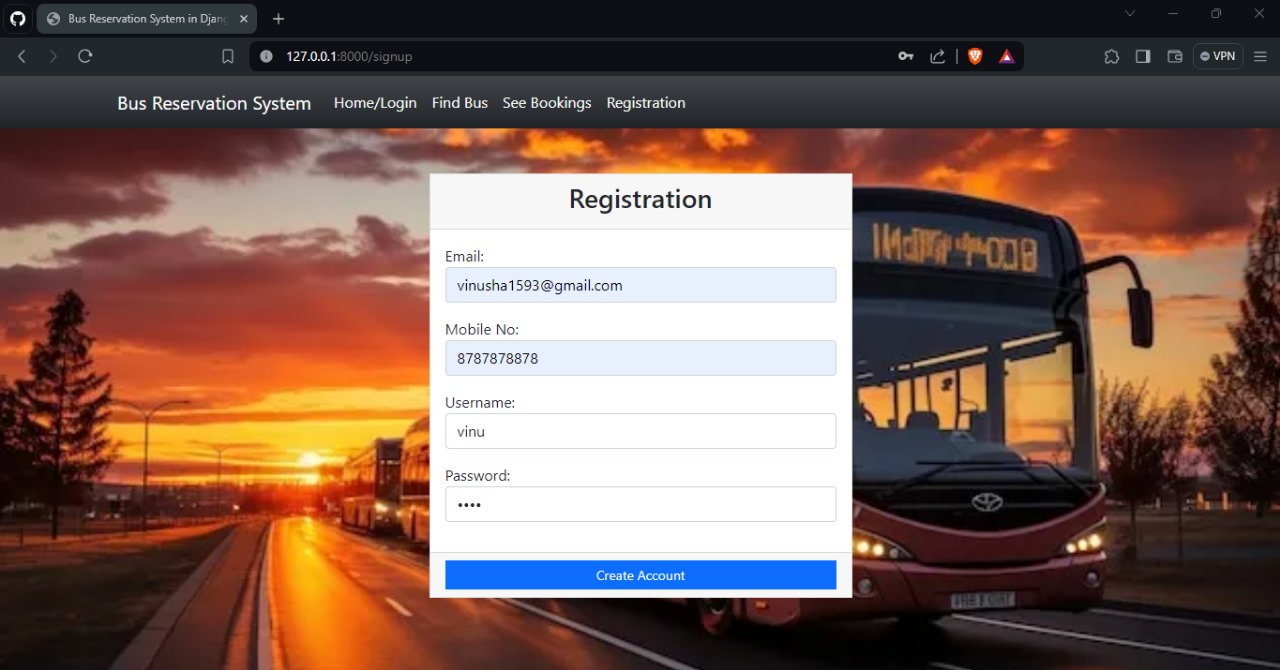 Bus Reservation System in Djang
127.0.0.1:8000/signup
VPN
Bus Reservation System Home/Login Find Bus See Bookings Registration
Registration
Email:
vinusha1593@gmail.com
Mobile No:
8787878878
Username:
vinu
Password:
••••
Create Account